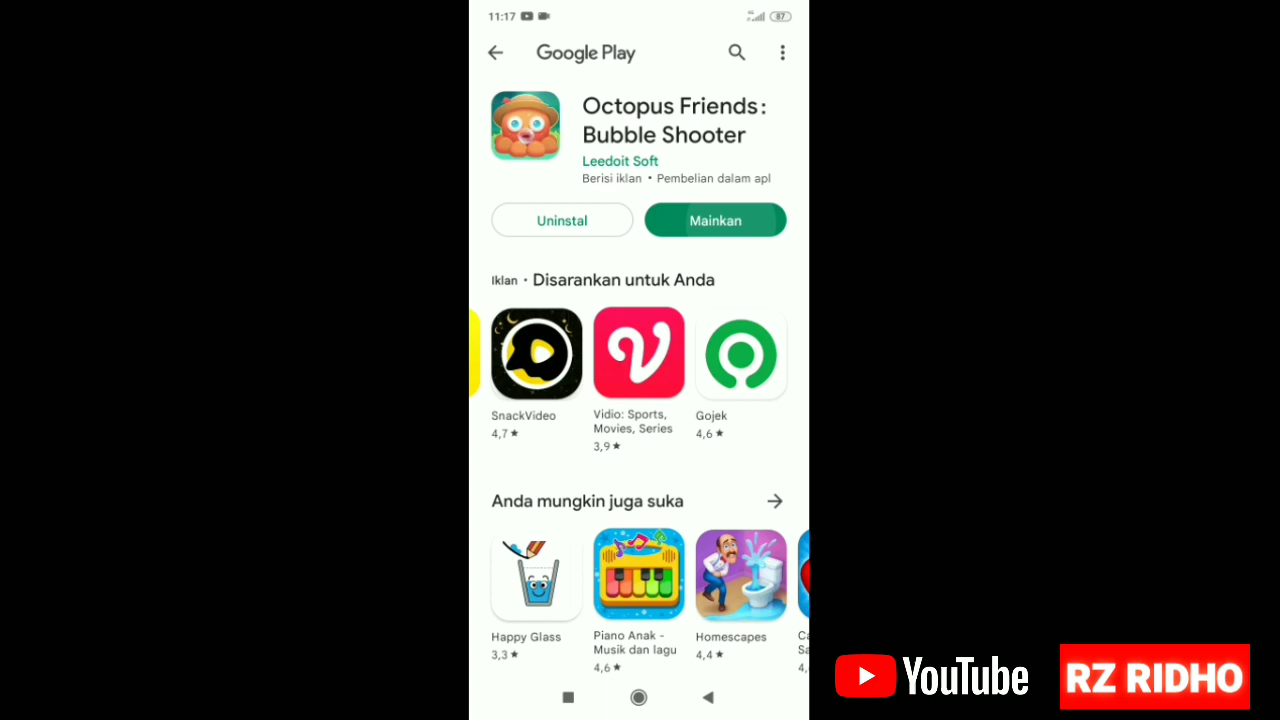 11:17
87
Google Play
Octopus Friends:
Bubble Shooter
Leedoit Soft
Berisi iklan • Pembelian dalam apl
Uninstal
Mainkan
Iklan · Disarankan untuk Anda
SnackVideo
4,7 ★
Vidio: Sports,
Movies, Series
3,9 ★
Gojek
4,6 ★
Anda mungkin juga suka
Happy Glass
3,3 ★
Piano Anak -
Musik dan lagu
4,6 ★
Homescapes
4,4 ★
YouTube
RZ RIDHO